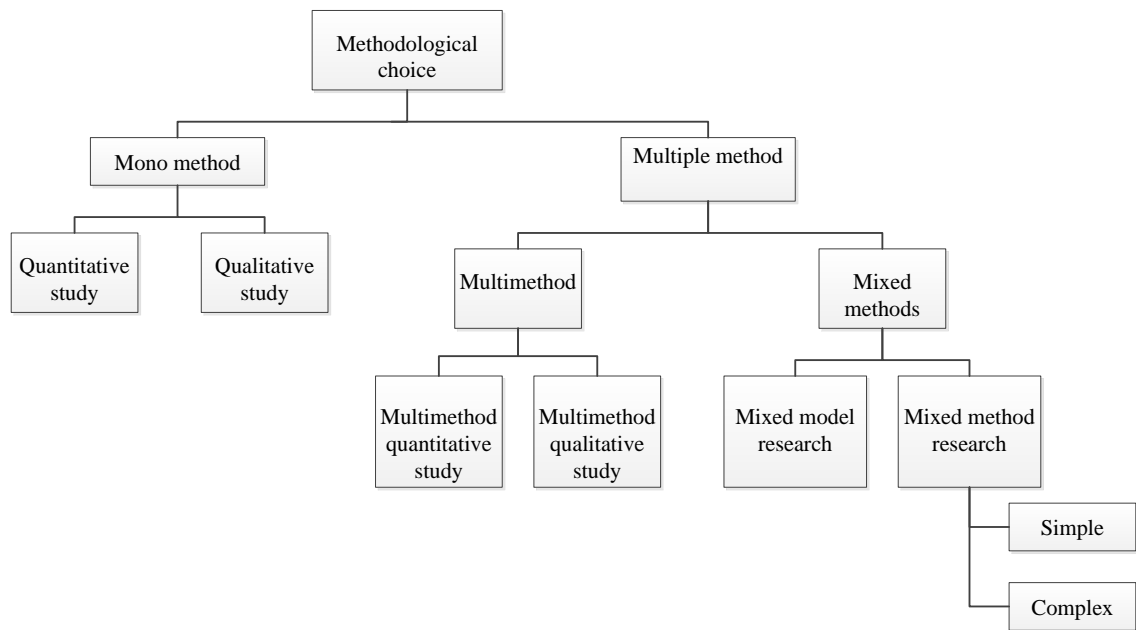 Methodological
choice
Mono method
Multiple method
Quantitative
study
Qualitative
study
Multimethod
Mixed
methods
Multimethod
quantitative
study
Multimethod
qualitative
study
Mixed model
research
Mixed method
research
Simple
Complex